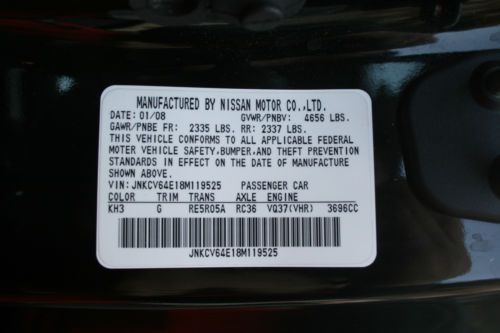 MANUFACTURED BY NISSAN MOTOR CO.,LTD.
DATE: 01/08 GVWR/PNBV: 4656 LBS.
GAWR/PNBE FR: 2335 LBS. RR: 2337 LBS.
THIS VEHICLE CONFORMS TO ALL APPLICABLE FEDERAL
MOTOR VEHICLE SAFETY, BUMPER, AND THEFT PREVENTION
STANDARDS IN EFFECT ON THE DATE OF MANUFACTURE
SHOWN ABOVE.
VIN: JNKCV64E18M119525 PASSENGER CAR
COLOR TRIM TRANS AXLE ENGINE
KH3 G RE5R05A RC36 VQ37(VHR) 3696CC
JNKCV64E18M119525